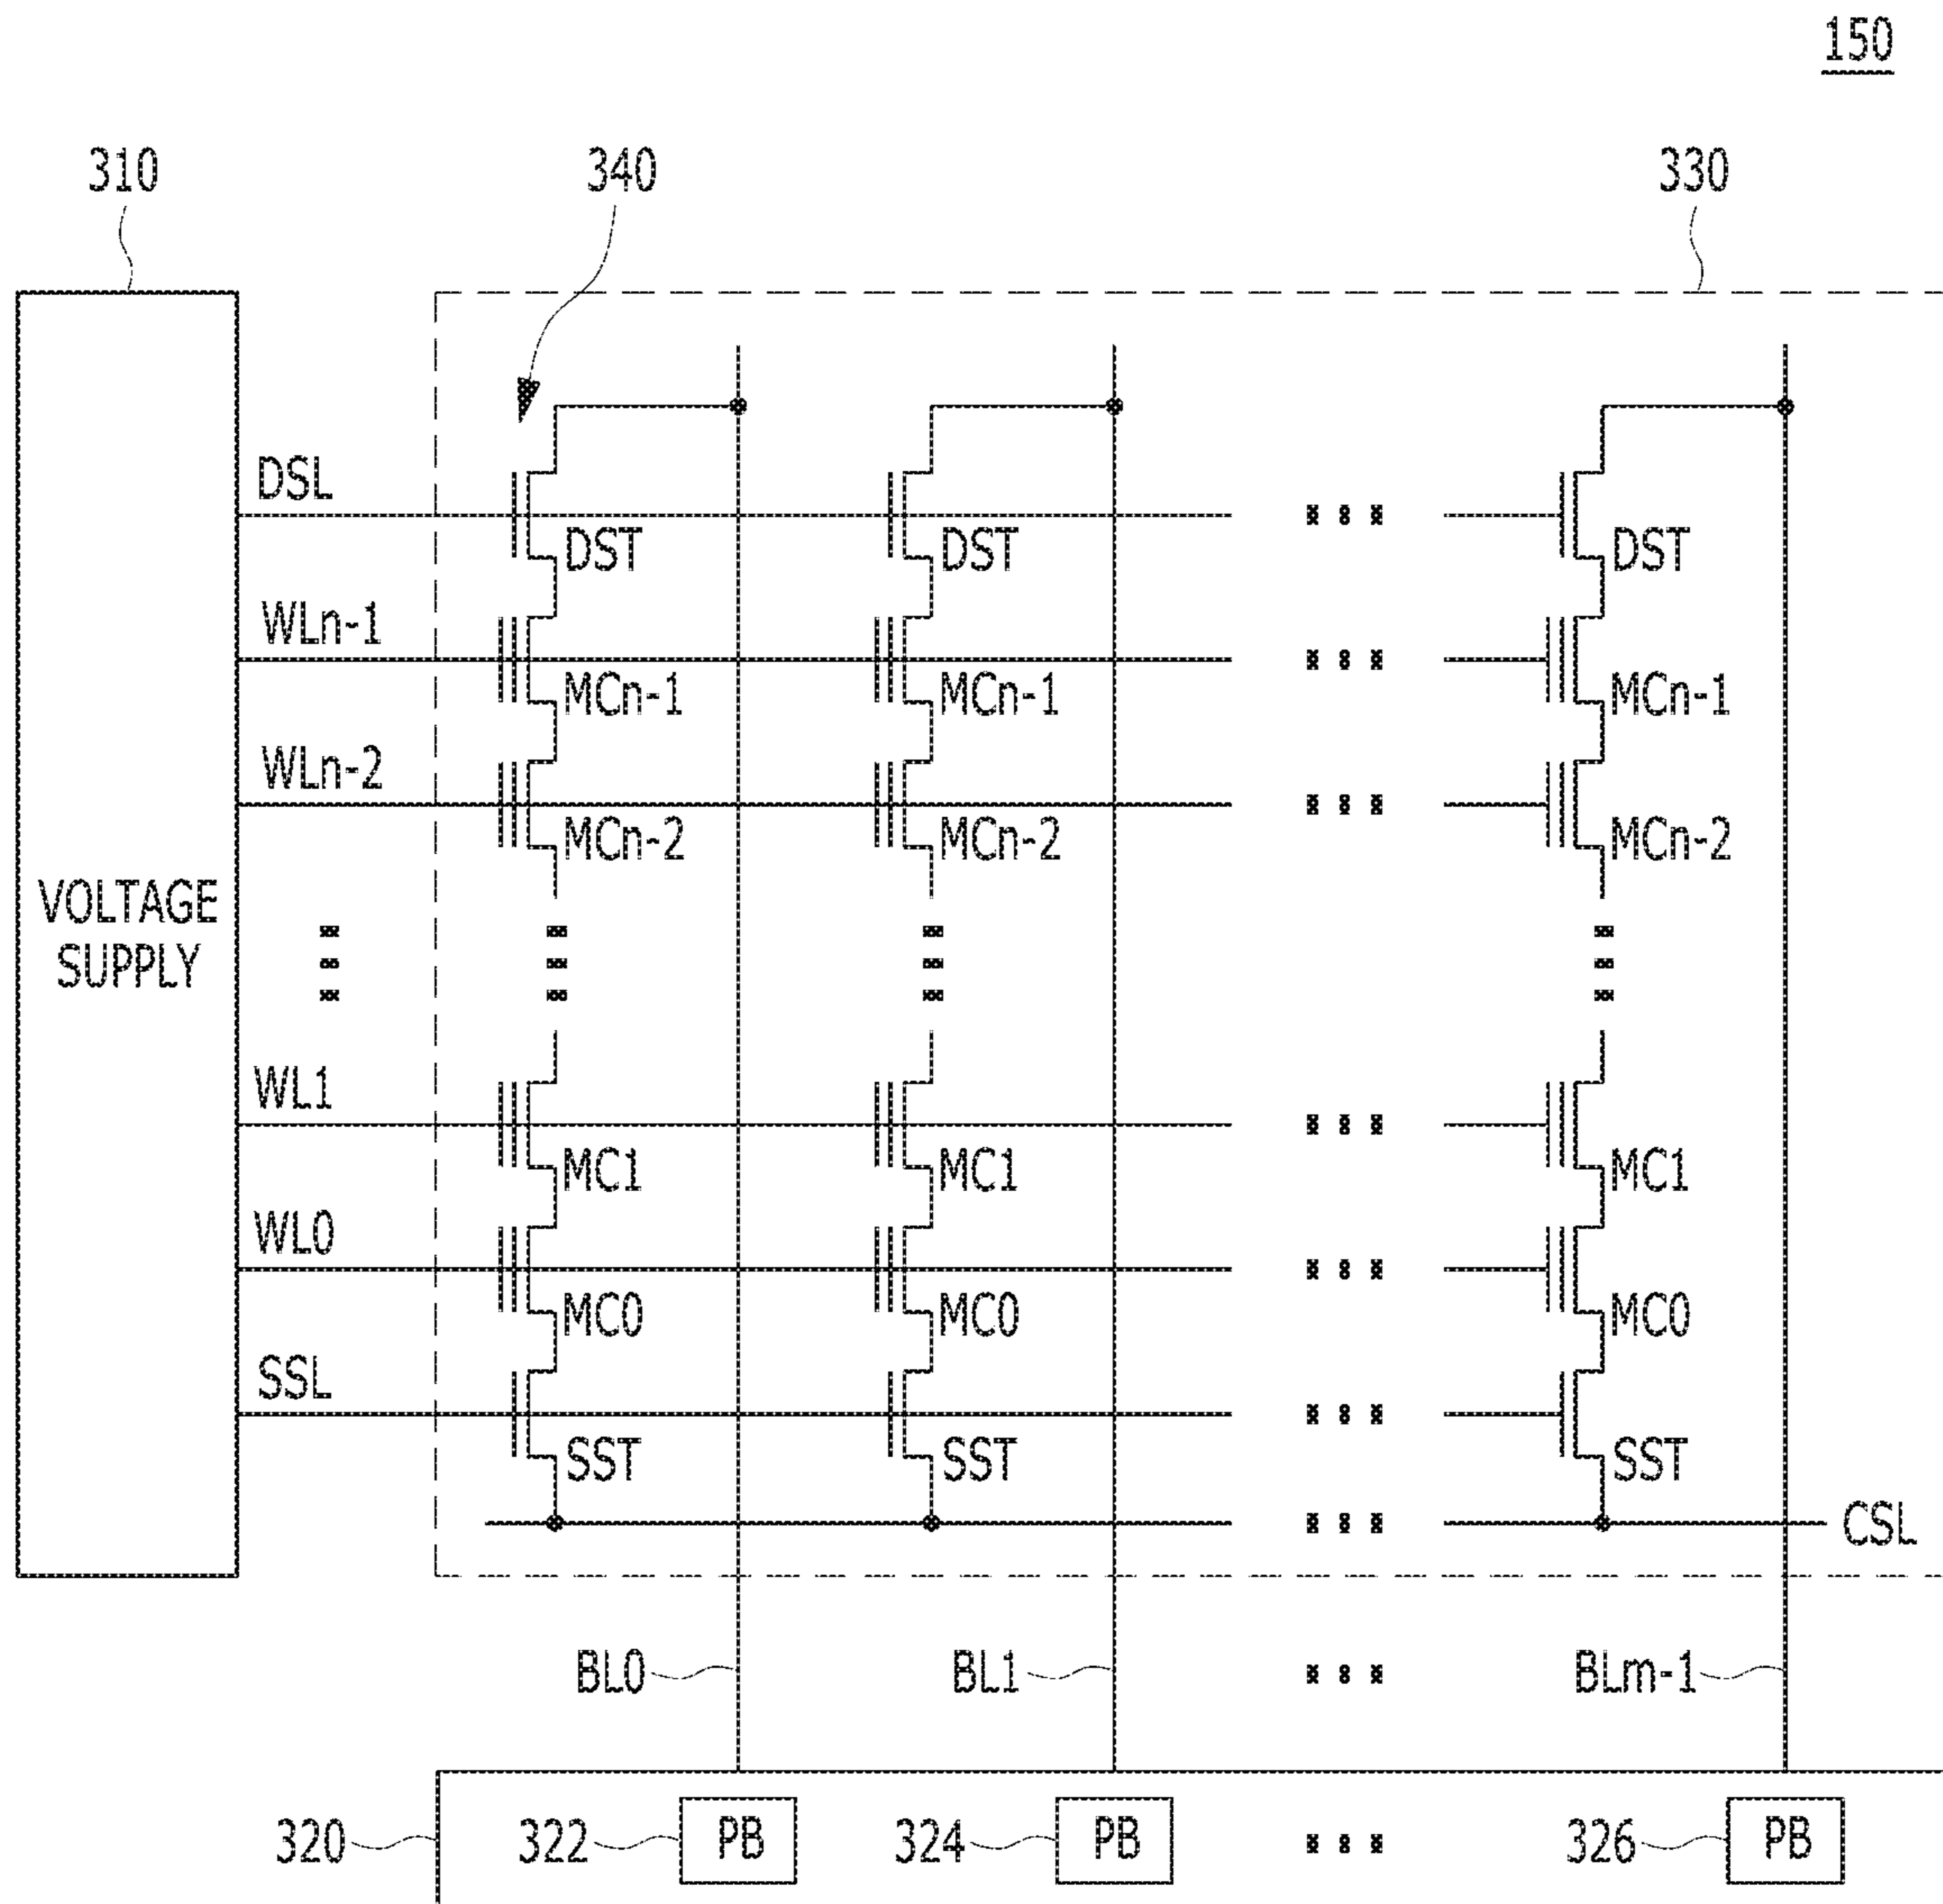 150
310 340 330
DSL
DST DST DST
WLn-1
MCn-1 MCn-1 MCn-1
WLn-2
MCn-2 MCn-2 MCn-2
VOLTAGE
SUPPLY
WL1
MC1 MC1 MC1
WL0
MC0 MC0 MC0
SSL
SST SST SST
CSL
BL0 BL1 BLm-1
320 322 PB 324 PB 326 PB